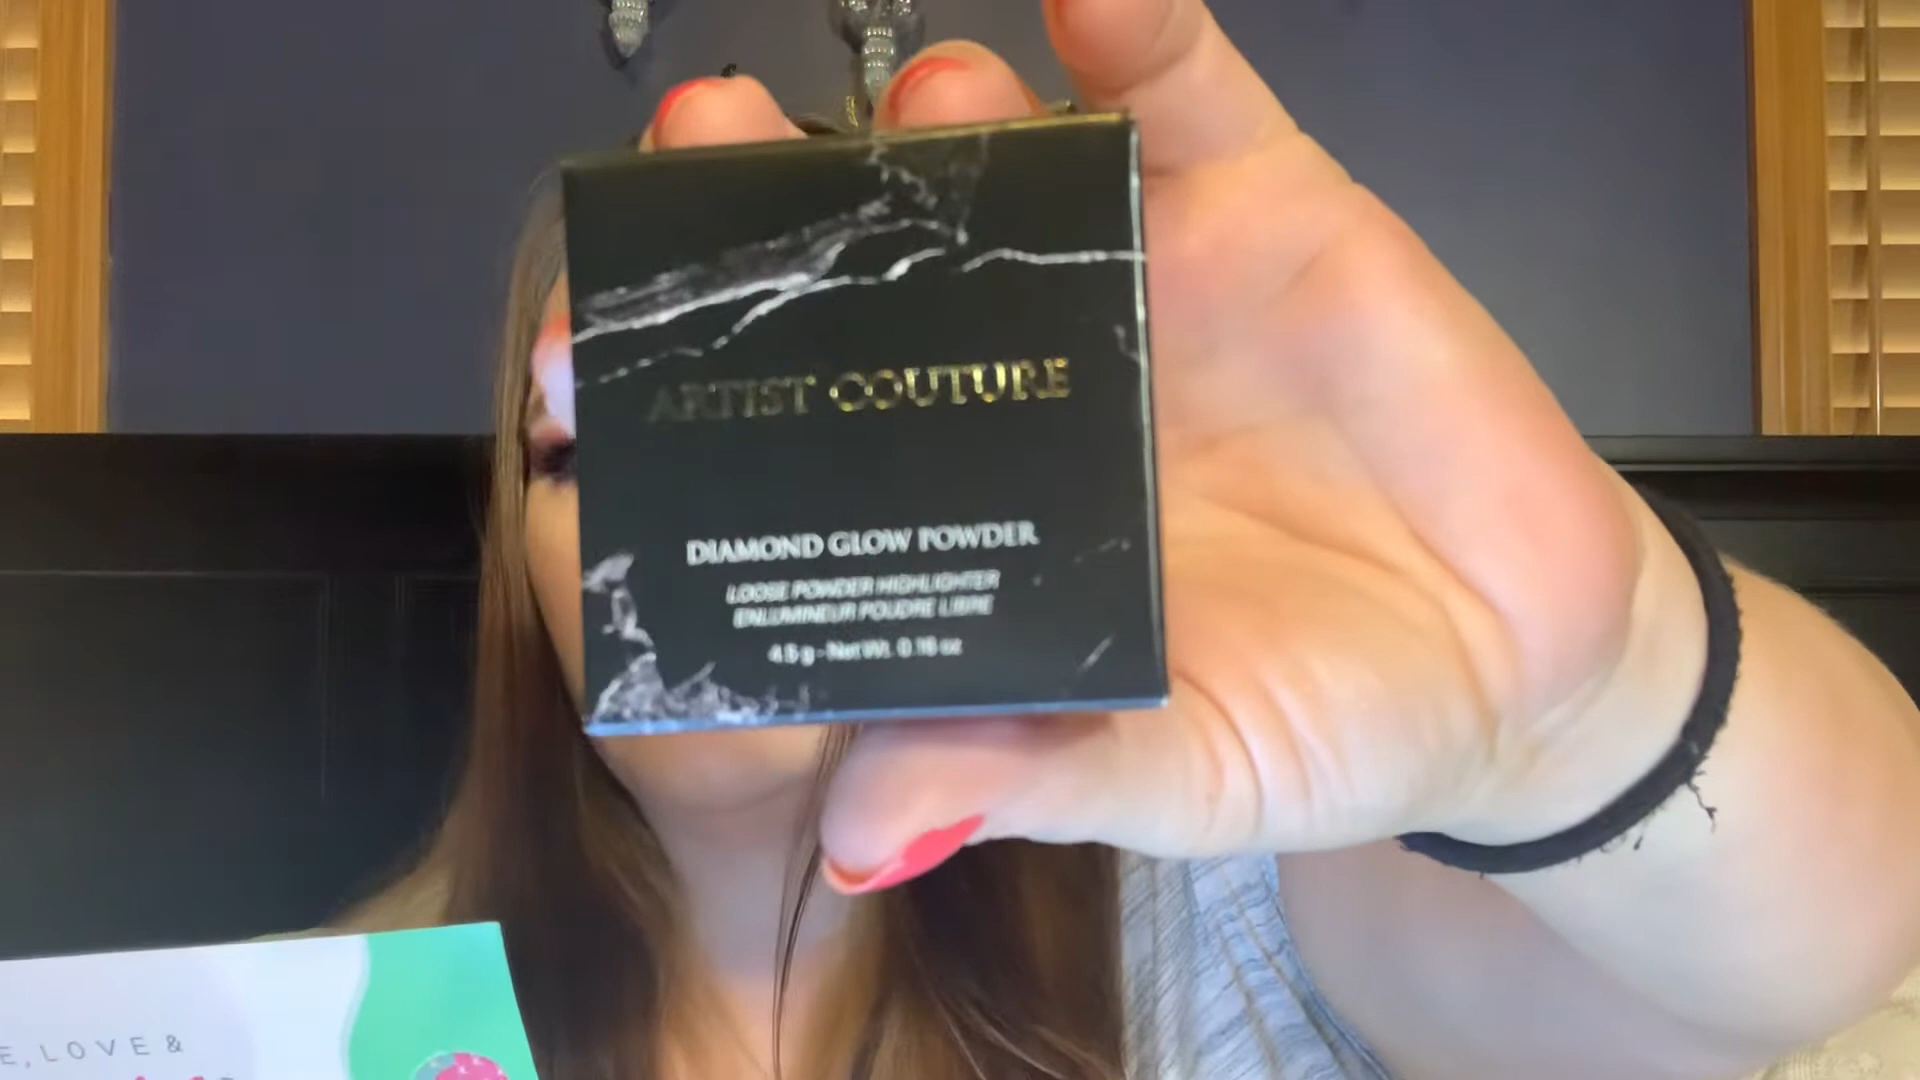 ARTIST COUTURE
DIAMOND GLOW POWDER
LOOSE POWDER HIGHLIGHTER
ENLUMINEUR POUDRE LIBRE
4.5 g - Net Wt. 0.16 oz
E, LOVE &